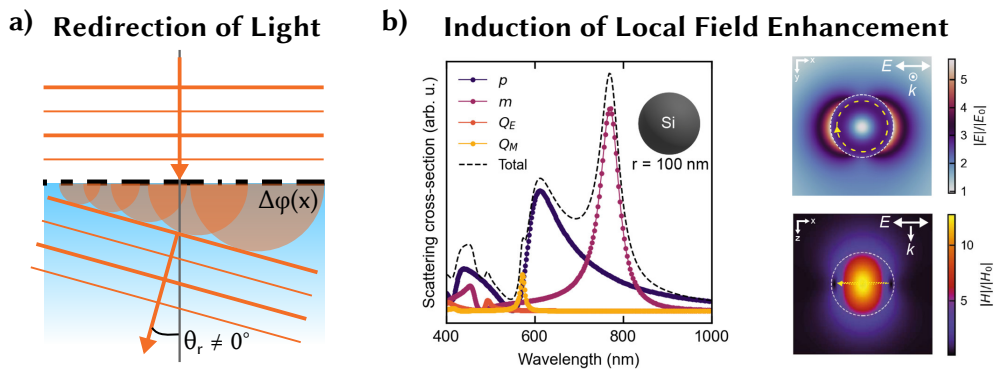 a) Redirection of Light
Δφ(x)
θr ≠ 0°
b) Induction of Local Field Enhancement
Scattering cross-section (arb. u.)
p
m
QE
QM
Total
Si
r = 100 nm
400 600 800 1000
Wavelength (nm)
x
y
E
k
5
4
3
2
1
|E|/|E0|
x
z
E
k
10
5
|H|/|H0|